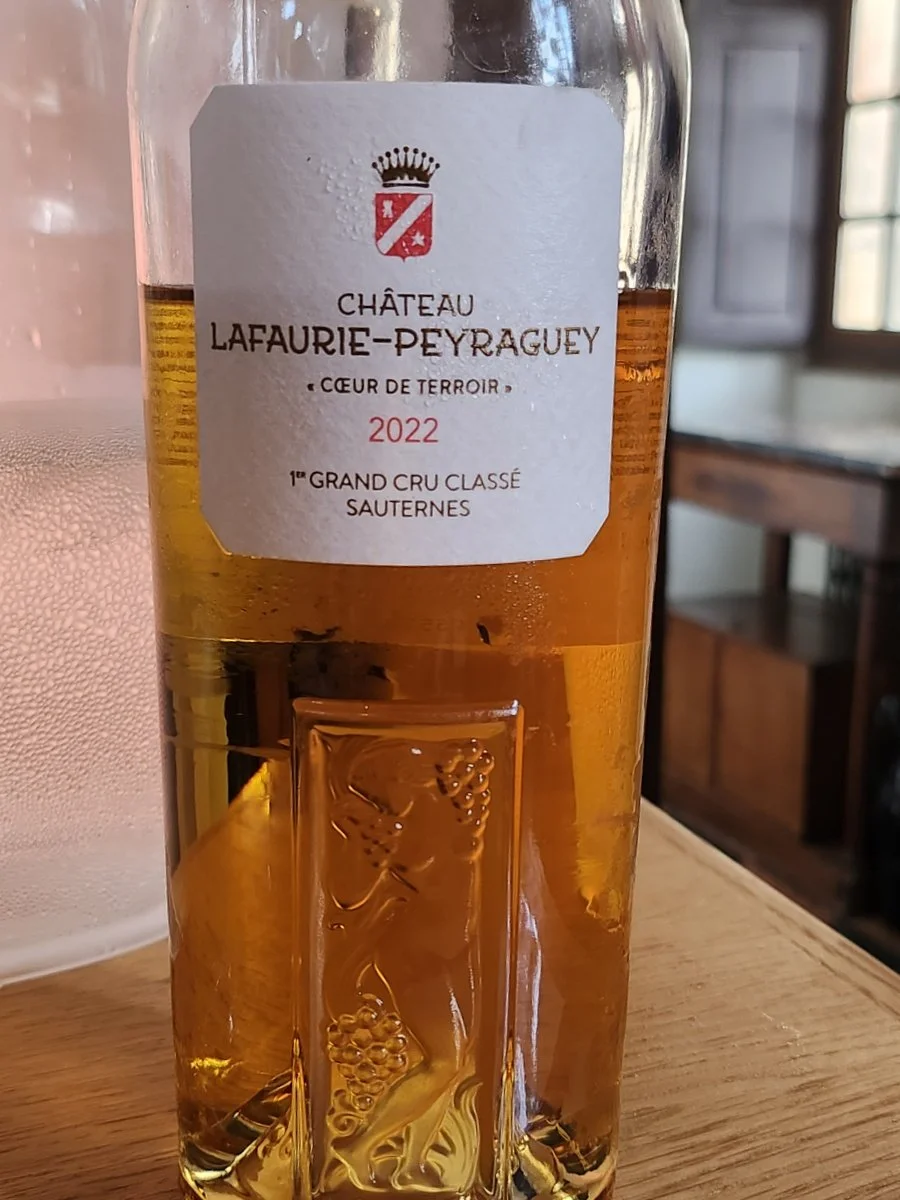 CHÂTEAU
LAFAURIE-PEYRAGUEY
« CŒUR DE TERROIR »
2022
1ER GRAND CRU CLASSÉ
SAUTERNES